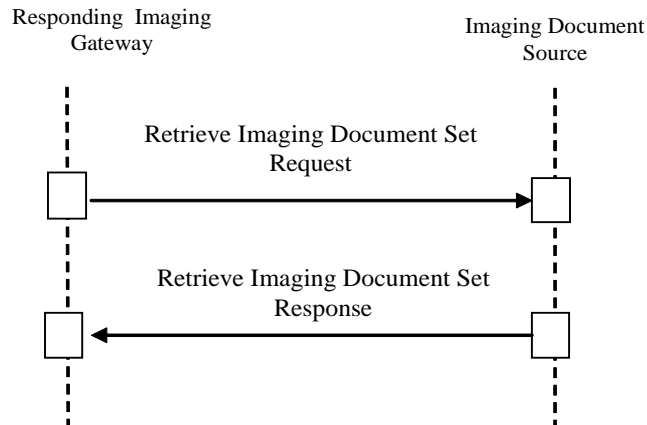 Responding Imaging
Gateway
Imaging Document
Source
Retrieve Imaging Document Set
Request
Retrieve Imaging Document Set
Response